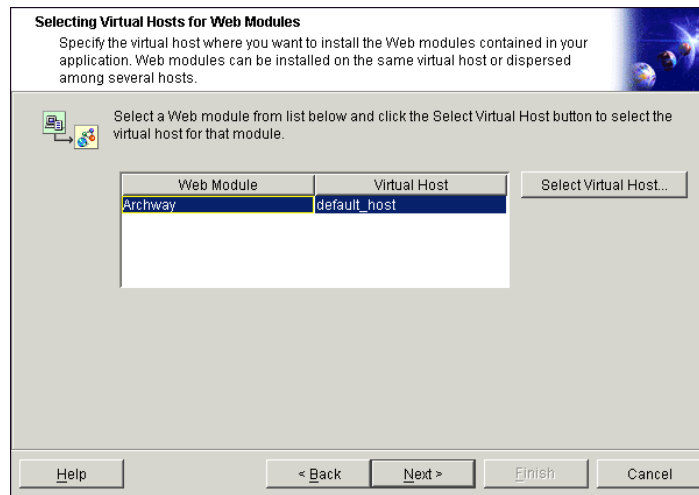 Selecting Virtual Hosts for Web Modules
Specify the virtual host where you want to install the Web modules contained in your
application. Web modules can be installed on the same virtual host or dispersed
among several hosts.
Select a Web module from list below and click the Select Virtual Host button to select the
virtual host for that module.
Web Module Virtual Host Select Virtual Host...
Archway default_host
Help < Back Next > Finish Cancel